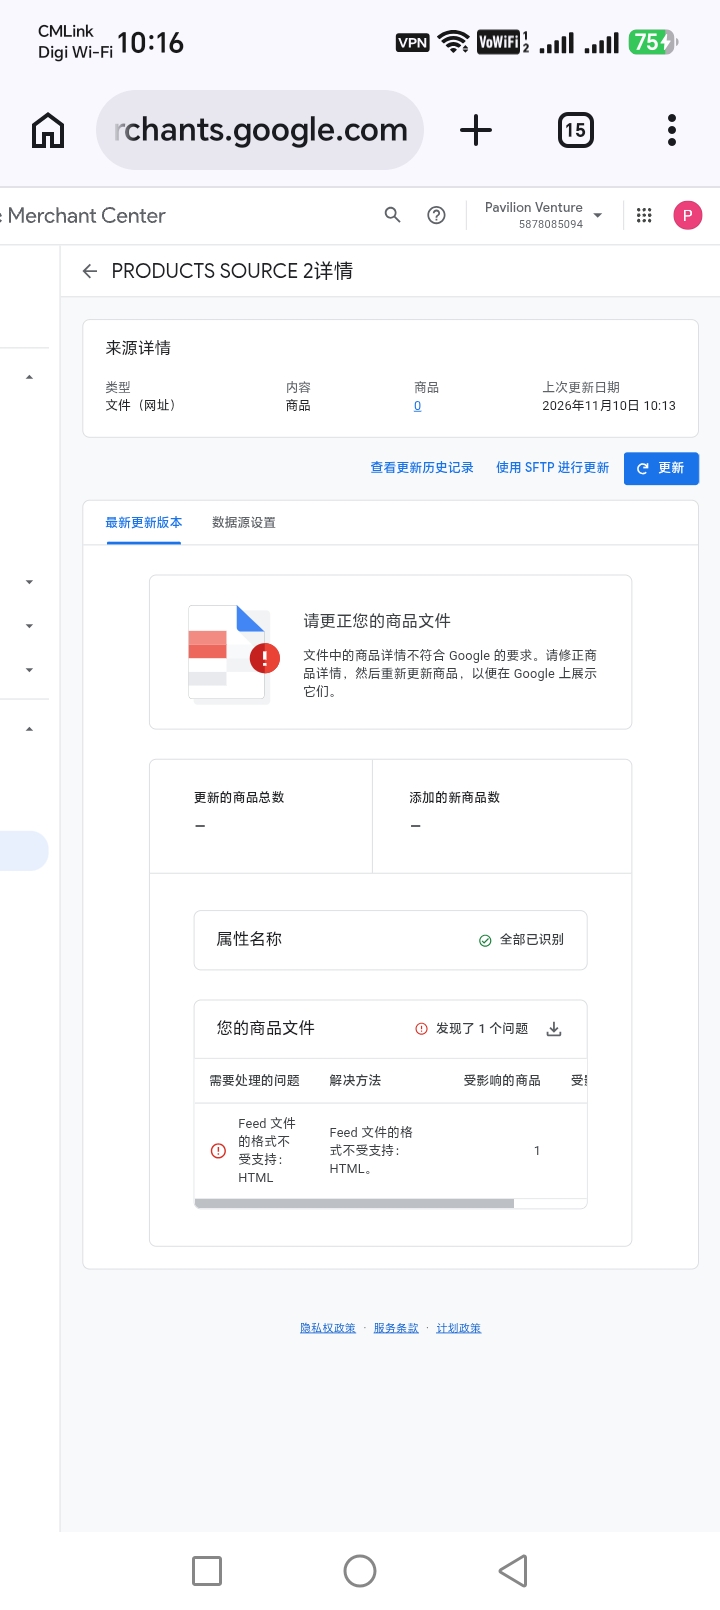 CMLink
Digi Wi-Fi
10:16
VPN
VoWiFi 1 2
75
rchants.google.com
15
Merchant Center
Pavilion Venture
5878085094
P
PRODUCTS SOURCE 2详情
来源详情
类型 内容 商品 上次更新日期
文件（网址） 商品 0 2026年11月10日 10:13
查看更新历史记录 使用 SFTP 进行更新 更新
最新更新版本 数据源设置
请更正您的商品文件
文件中的商品详情不符合 Google 的要求。请修正商
品详情，然后重新更新商品，以便在 Google 上展示
它们。
更新的商品总数 添加的新商品数
– –
属性名称 全部已识别
您的商品文件 发现了 1 个问题
需要处理的问题 解决方法 受影响的商品 受
Feed 文件
的格式不
受支持：
HTML
Feed 文件的格
式不受支持：
HTML。
1
隐私权政策 · 服务条款 · 计划政策